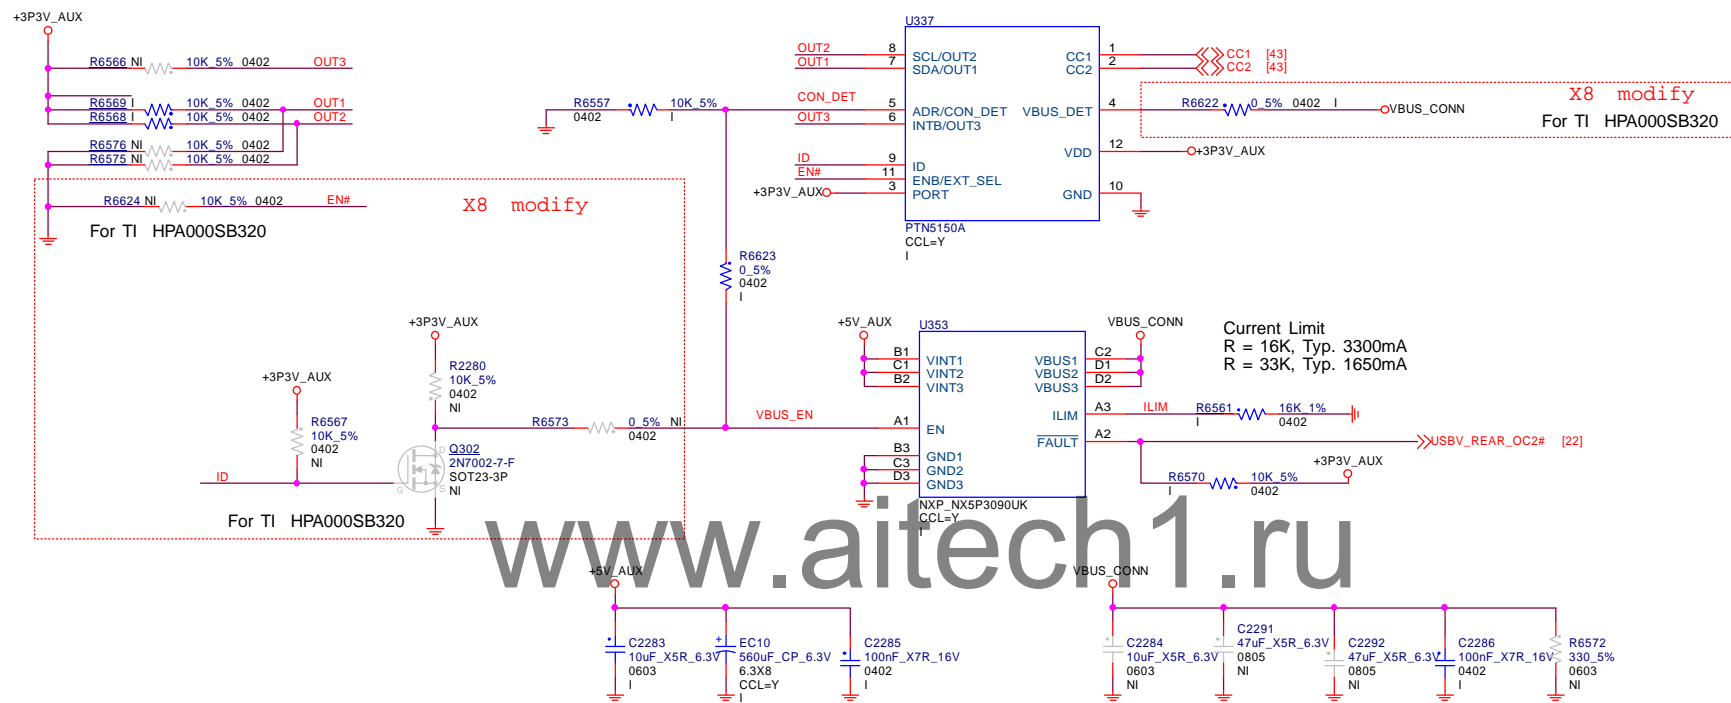 +3P3V_AUX
R6566 NI 10K_5% 0402 OUT3
R6569 I 10K_5% 0402 OUT1
R6568 I 10K_5% 0402 OUT2
R6576 NI 10K_5% 0402
R6575 NI 10K_5% 0402
R6624 NI 10K_5% 0402 EN#
For TI HPA000SB320
X8 modify
+3P3V_AUX
R2280
10K_5%
0402
NI
+3P3V_AUX
R6567
10K_5%
0402
NI
ID
Q302
2N7002-7-F
SOT23-3P
NI
D
G
S
For TI HPA000SB320
R6573 0_5% NI
0402
VBUS_EN
R6557 10K_5%
0402 I
CON_DET
R6623
0_5%
0402
I
U337
OUT2 8 SCL/OUT2
OUT1 7 SDA/OUT1
5 ADR/CON_DET
OUT3 6 INTB/OUT3
ID 9 ID
EN# 11 ENB/EXT_SEL
+3P3V_AUX 3 PORT
CC1 1 CC1 [43]
CC2 2 CC2 [43]
VBUS_DET 4
VDD 12 +3P3V_AUX
GND 10
PTN5150A
CCL=Y
I
R6622 0_5% 0402 I VBUS_CONN
X8 modify
For TI HPA000SB320
U353
+5V_AUX
B1 VINT1
C1 VINT2
B2 VINT3
A1 EN
B3 GND1
C3 GND2
D3 GND3
VBUS_CONN
VBUS1 C2
VBUS2 D1
VBUS3 D2
ILIM A3 ILIM R6561 16K_1%
I 0402
FAULT A2 USBV_REAR_OC2# [22]
+3P3V_AUX
R6570 10K_5%
I 0402
NXP_NX5P3090UK
CCL=Y
I
Current Limit
R = 16K, Typ. 3300mA
R = 33K, Typ. 1650mA
www.aitech1.ru
+5V_AUX
C2283
10uF_X5R_6.3V
0603
I
EC10
560uF_CP_6.3V
6.3X8
CCL=Y
I
C2285
100nF_X7R_16V
0402
I
VBUS_CONN
C2284
10uF_X5R_6.3V
0603
NI
C2291
47uF_X5R_6.3V
0805
NI
C2292
47uF_X5R_6.3V
0805
NI
C2286
100nF_X7R_16V
0402
I
R6572
330_5%
0603
NI